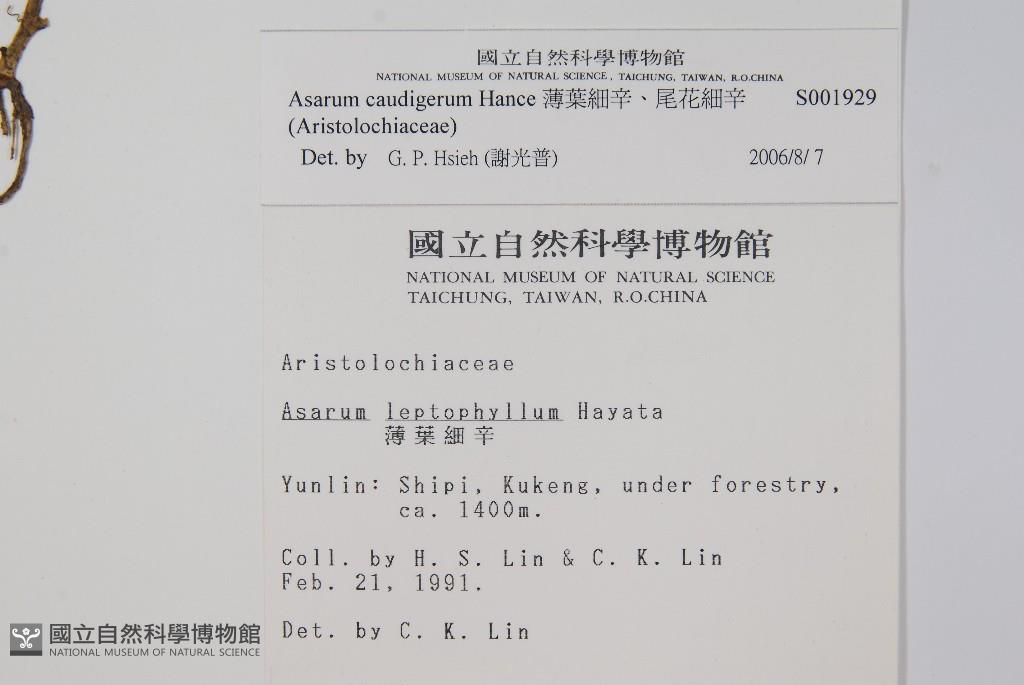 國立自然科學博物館
NATIONAL MUSEUM OF NATURAL SCIENCE, TAICHUNG, TAIWAN, R.O.CHINA
Asarum caudigerum Hance 薄葉細辛、尾花細辛 S001929
(Aristolochiaceae)
Det. by G. P. Hsieh (謝光普) 2006/8/ 7
國立自然科學博物館
NATIONAL MUSEUM OF NATURAL SCIENCE
TAICHUNG, TAIWAN, R.O.CHINA
Aristolochiaceae
Asarum leptophyllum Hayata
薄葉細辛
Yunlin: Shipi, Kukeng, under forestry,
ca. 1400m.
Coll. by H. S. Lin & C. K. Lin
Feb. 21, 1991.
Det. by C. K. Lin
國立自然科學博物館
NATIONAL MUSEUM OF NATURAL SCIENCE